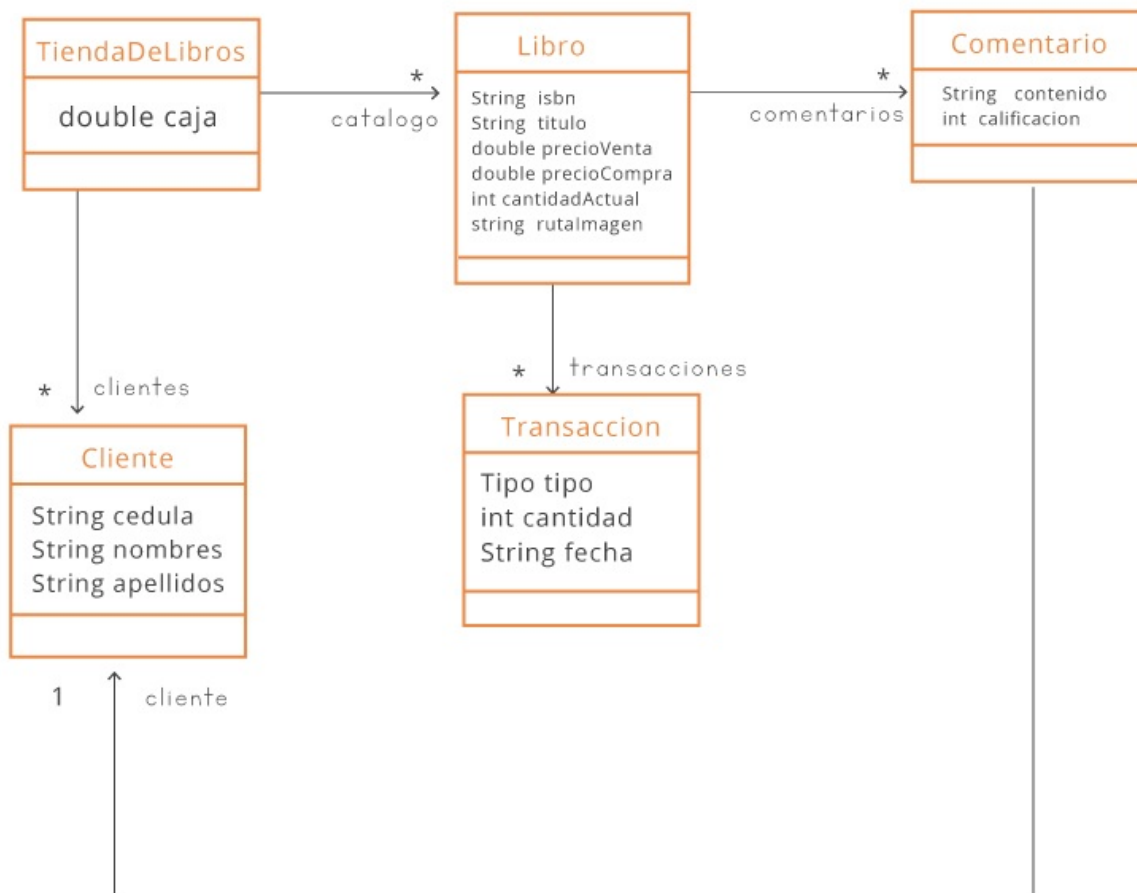 TiendaDeLibros
double caja
*
catalogo
Libro
String isbn
String titulo
double precioVenta
double precioCompra
int cantidadActual
string rutaImagen
*
comentarios
Comentario
String contenido
int calificacion
*
clientes
Cliente
String cedula
String nombres
String apellidos
*
transacciones
Transaccion
Tipo tipo
int cantidad
String fecha
1
cliente